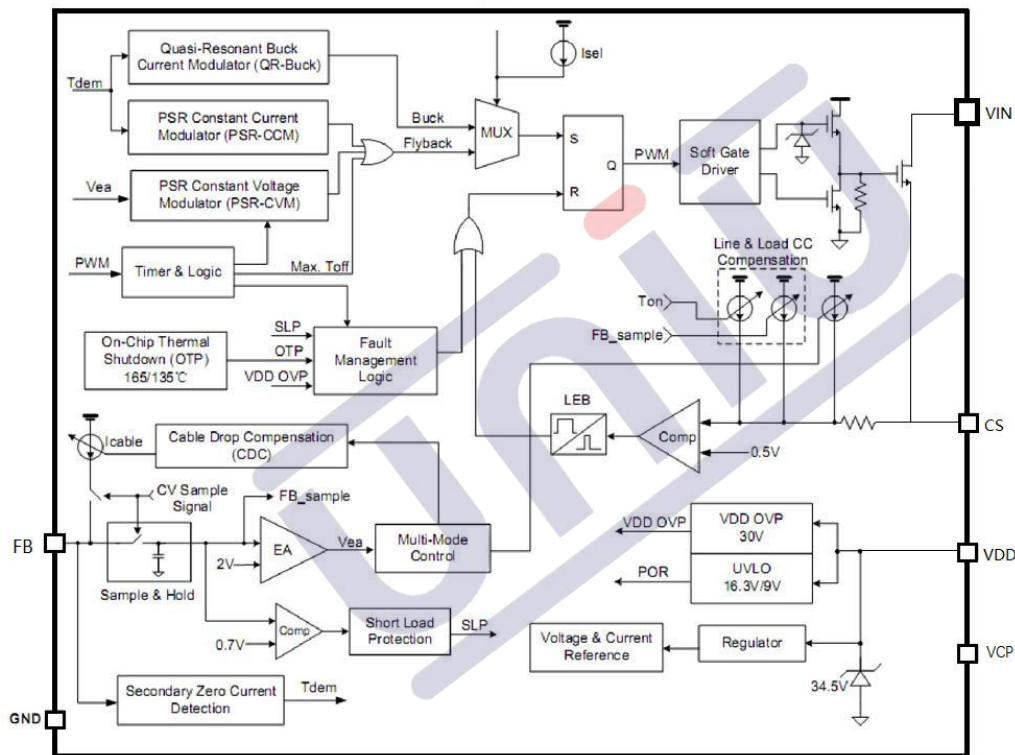 Quasi-Resonant Buck
Current Modulator (QR-Buck)
Isel
Tdem
PSR Constant Current
Modulator (PSR-CCM)
Buck
MUX
Flyback
S
R
Q
PWM
Soft Gate
Driver
VIN
Vea
PSR Constant Voltage
Modulator (PSR-CVM)
PWM
Timer & Logic
Max. Toff
Line & Load CC
Compensation
Ton
FB_sample
On-Chip Thermal
Shutdown (OTP)
165/135℃
SLP
OTP
VDD OVP
Fault
Management
Logic
LEB
Comp
0.5V
CS
Icable
Cable Drop Compensation
(CDC)
CV Sample
Signal
FB_sample
FB
EA
2V
Vea
Multi-Mode
Control
Sample & Hold
VDD OVP
VDD OVP
30V
POR
UVLO
16.3V/9V
VDD
0.7V
Comp
Short Load
Protection
SLP
Voltage & Current
Reference
Regulator
VCP
34.5V
Secondary Zero Current
Detection
Tdem
GND
uniu